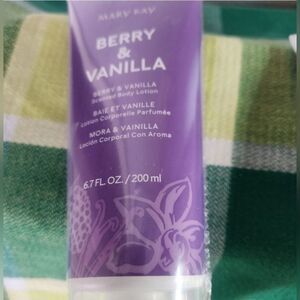 MARY KAY
BERRY
&
VANILLA
BERRY & VANILLA
Scented Body Lotion
BAIE ET VANILLE
Lotion Corporelle Parfumée
MORA & VAINILLA
Loción Corporal Con Aroma
6.7 FL. OZ. / 200 ml